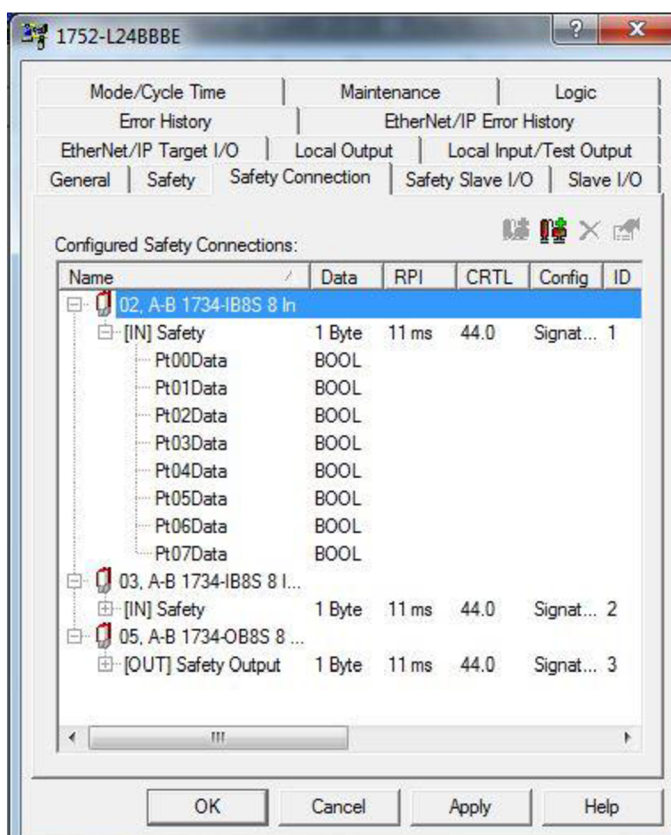 1752-L24BBBE
Mode/Cycle Time Maintenance Logic
Error History EtherNet/IP Error History
EtherNet/IP Target I/O Local Output Local Input/Test Output
General Safety Safety Connection Safety Slave I/O Slave I/O
Configured Safety Connections:
Name Data RPI CRTL Config ID
02, A-B 1734-IB8S 8 In
[IN] Safety 1 Byte 11 ms 44.0 Signat... 1
Pt00Data BOOL
Pt01Data BOOL
Pt02Data BOOL
Pt03Data BOOL
Pt04Data BOOL
Pt05Data BOOL
Pt06Data BOOL
Pt07Data BOOL
03, A-B 1734-IB8S 8 I...
[IN] Safety 1 Byte 11 ms 44.0 Signat... 2
05, A-B 1734-OB8S 8 ...
[OUT] Safety Output 1 Byte 11 ms 44.0 Signat... 3
OK Cancel Apply Help